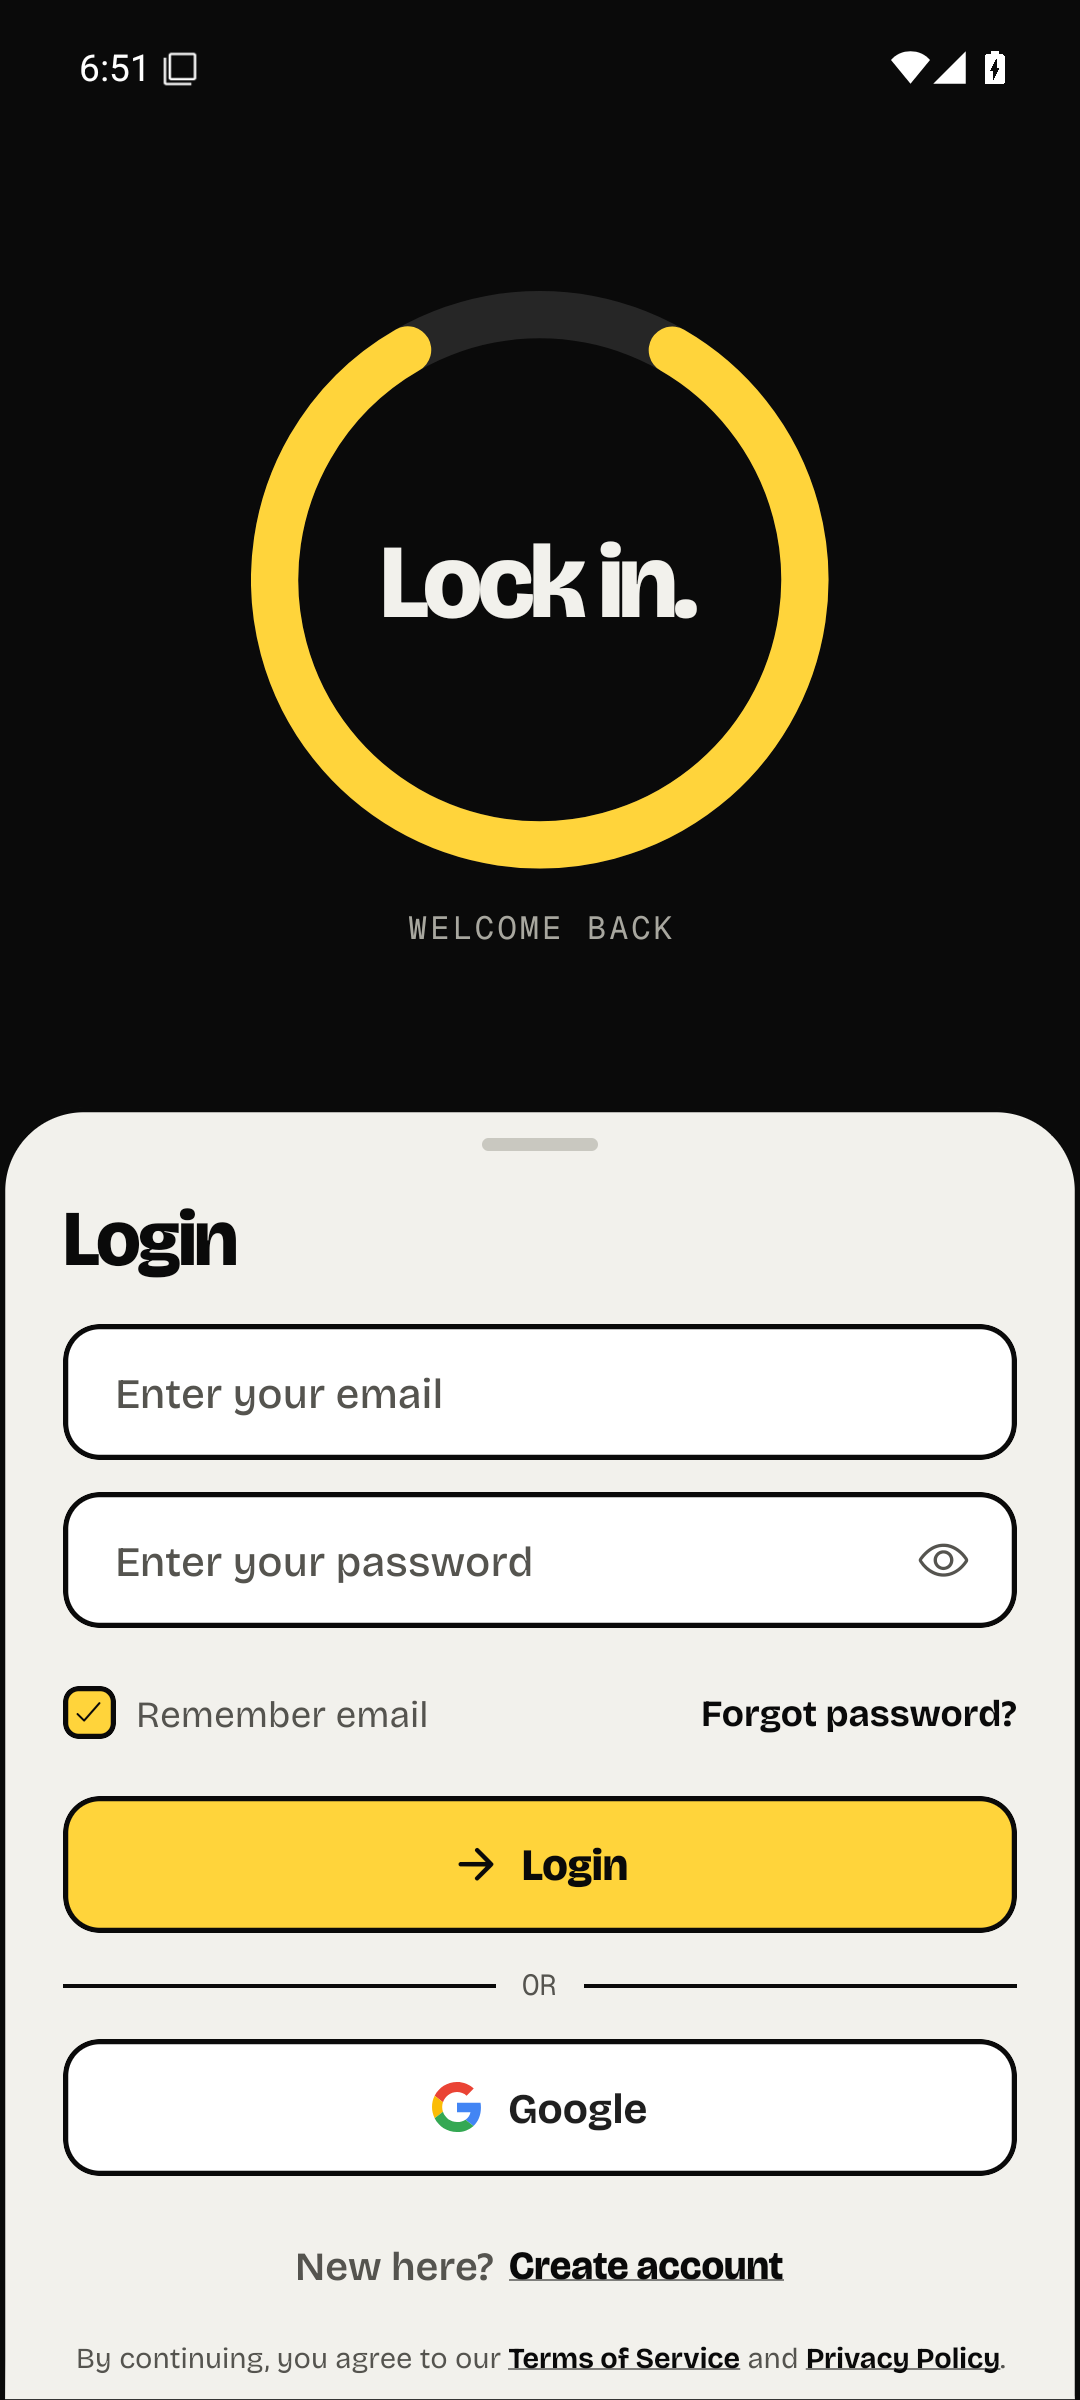 6:51
Lock in.
WELCOME BACK
Login
Enter your email
Enter your password
Remember email Forgot password?
Login
OR
Google
New here? Create account
By continuing, you agree to our Terms of Service and Privacy Policy.